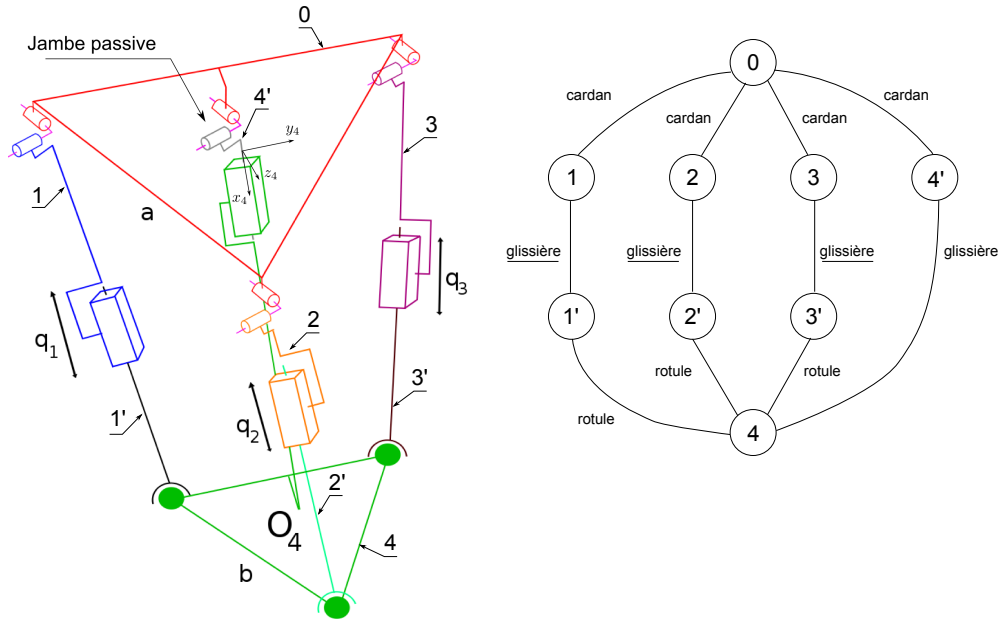 0
Jambe passive
4'
y4
z4
x4
3
1
a
q3
2
q1
3'
1'
q2
2'
O4
4
b
0
cardan
cardan
cardan
cardan
1
2
3
4'
glissière
glissière
glissière
glissière
1'
2'
3'
rotule
rotule
rotule
4